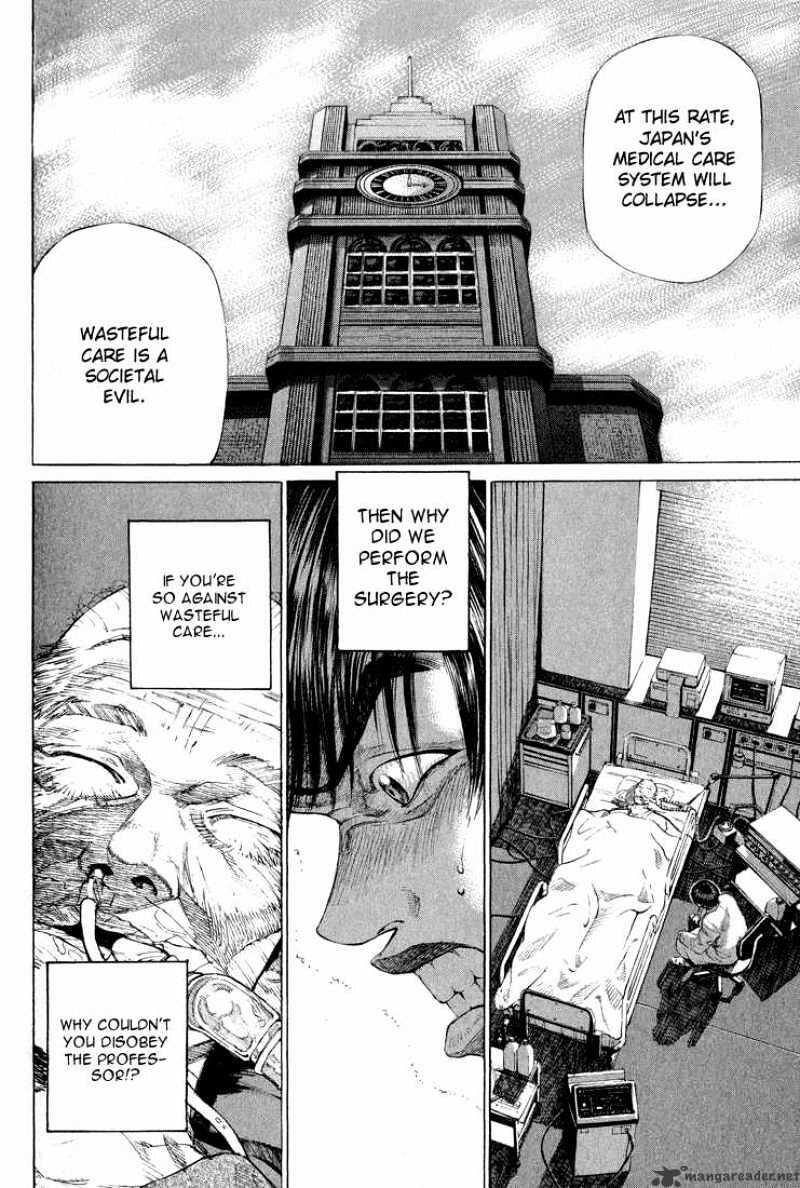 AT THIS RATE,
JAPAN'S
MEDICAL CARE
SYSTEM WILL
COLLAPSE...
WASTEFUL
CARE IS A
SOCIETAL
EVIL.
THEN WHY
DID WE
PERFORM
THE
SURGERY?
IF YOU'RE
SO AGAINST
WASTEFUL
CARE...
WHY COULDN'T
YOU DISOBEY
THE PROFES-
SOR!?
mangareader.net